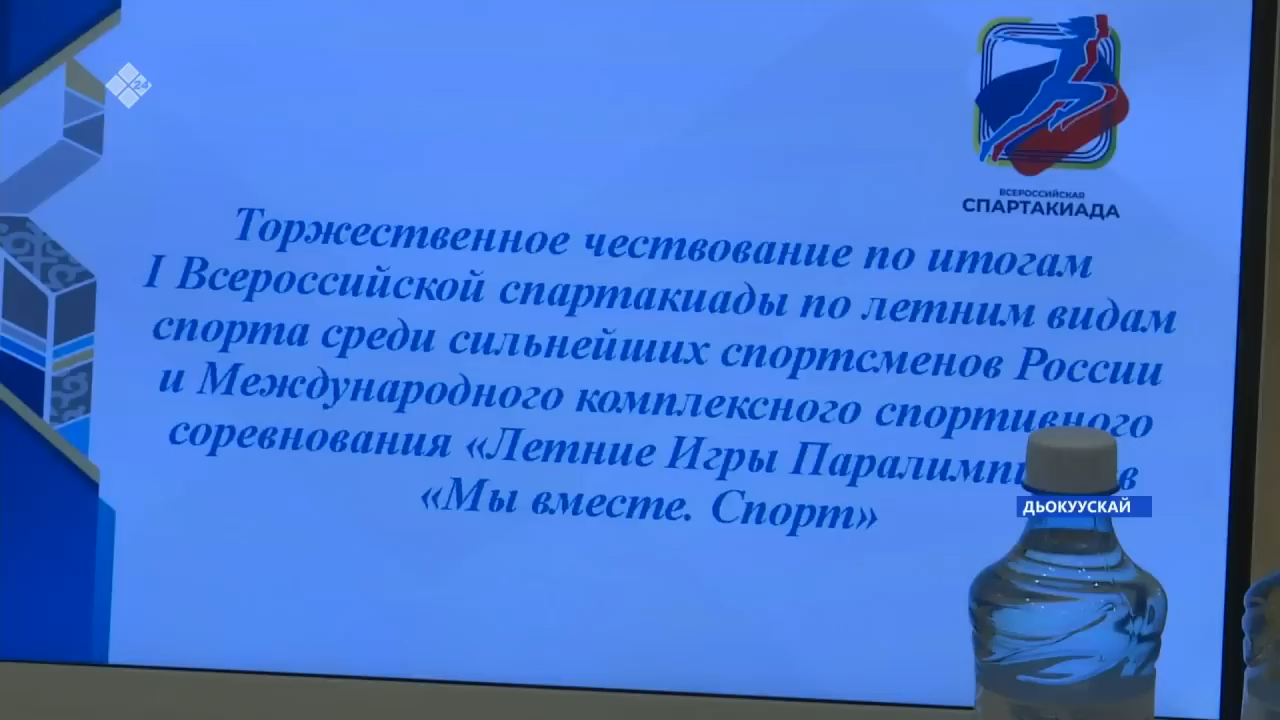 24
ВСЕРОССИЙСКАЯ
СПАРТАКИАДА
Торжественное чествование по итогам
I Всероссийской спартакиады по летним видам
спорта среди сильнейших спортсменов России
и Международного комплексного спортивного
соревнования «Летние Игры
«Мы вместе. Спорт»
ДЬОКУУСКАЙ